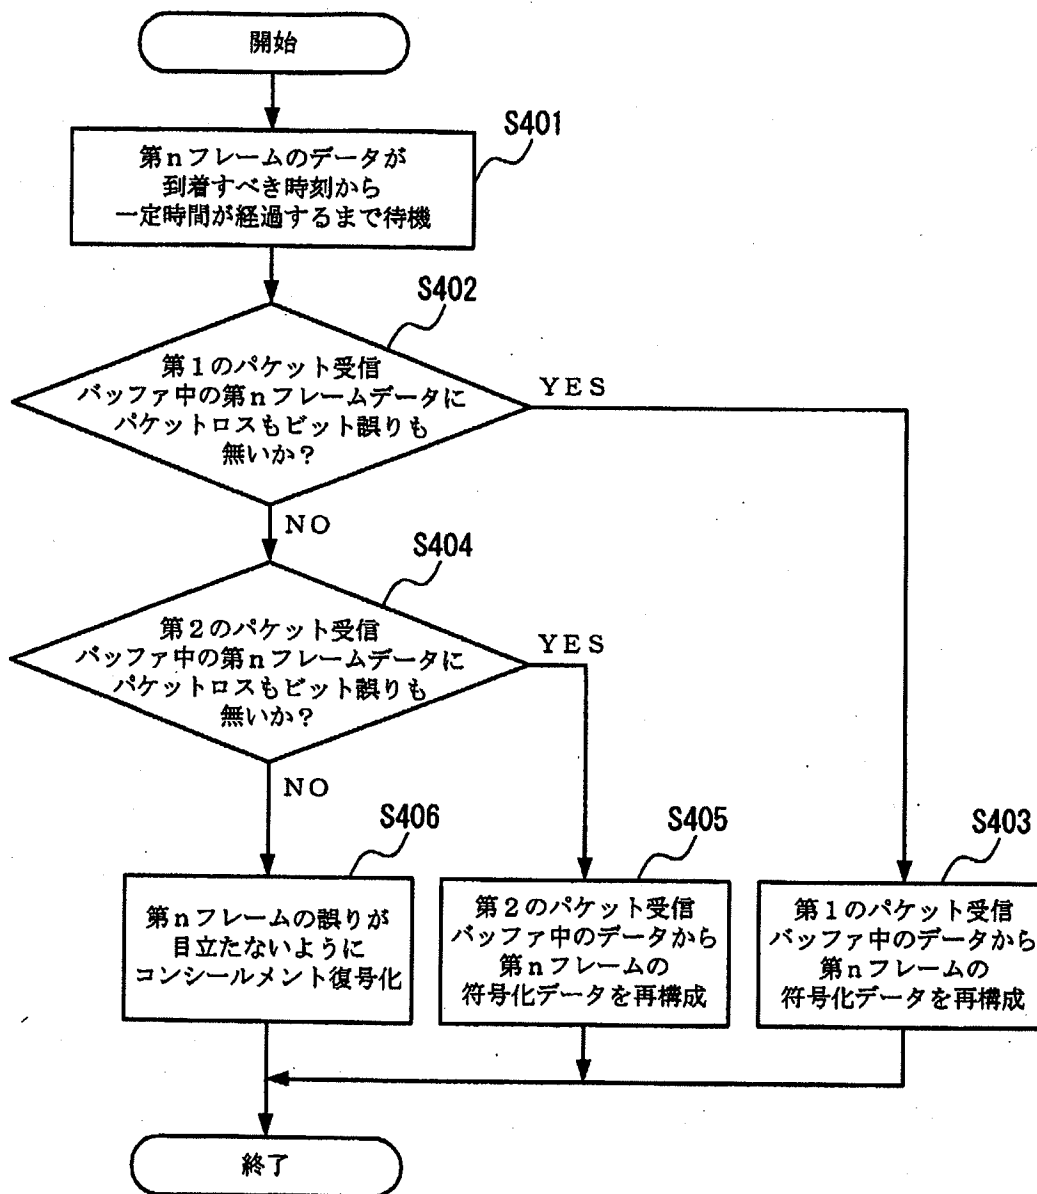 開始
S401
第nフレームのデータが
到着すべき時刻から
一定時間が経過するまで待機
S402
第1のパケット受信
バッファ中の第nフレームデータに
パケットロスもビット誤りも
無いか?
YES
NO
S404
第2のパケット受信
バッファ中の第nフレームデータに
パケットロスもビット誤りも
無いか?
YES
NO
S406
第nフレームの誤りが
目立たないように
コンシールメント復号化
S405
第2のパケット受信
バッファ中のデータから
第nフレームの
符号化データを再構成
S403
第1のパケット受信
バッファ中のデータから
第nフレームの
符号化データを再構成
終了